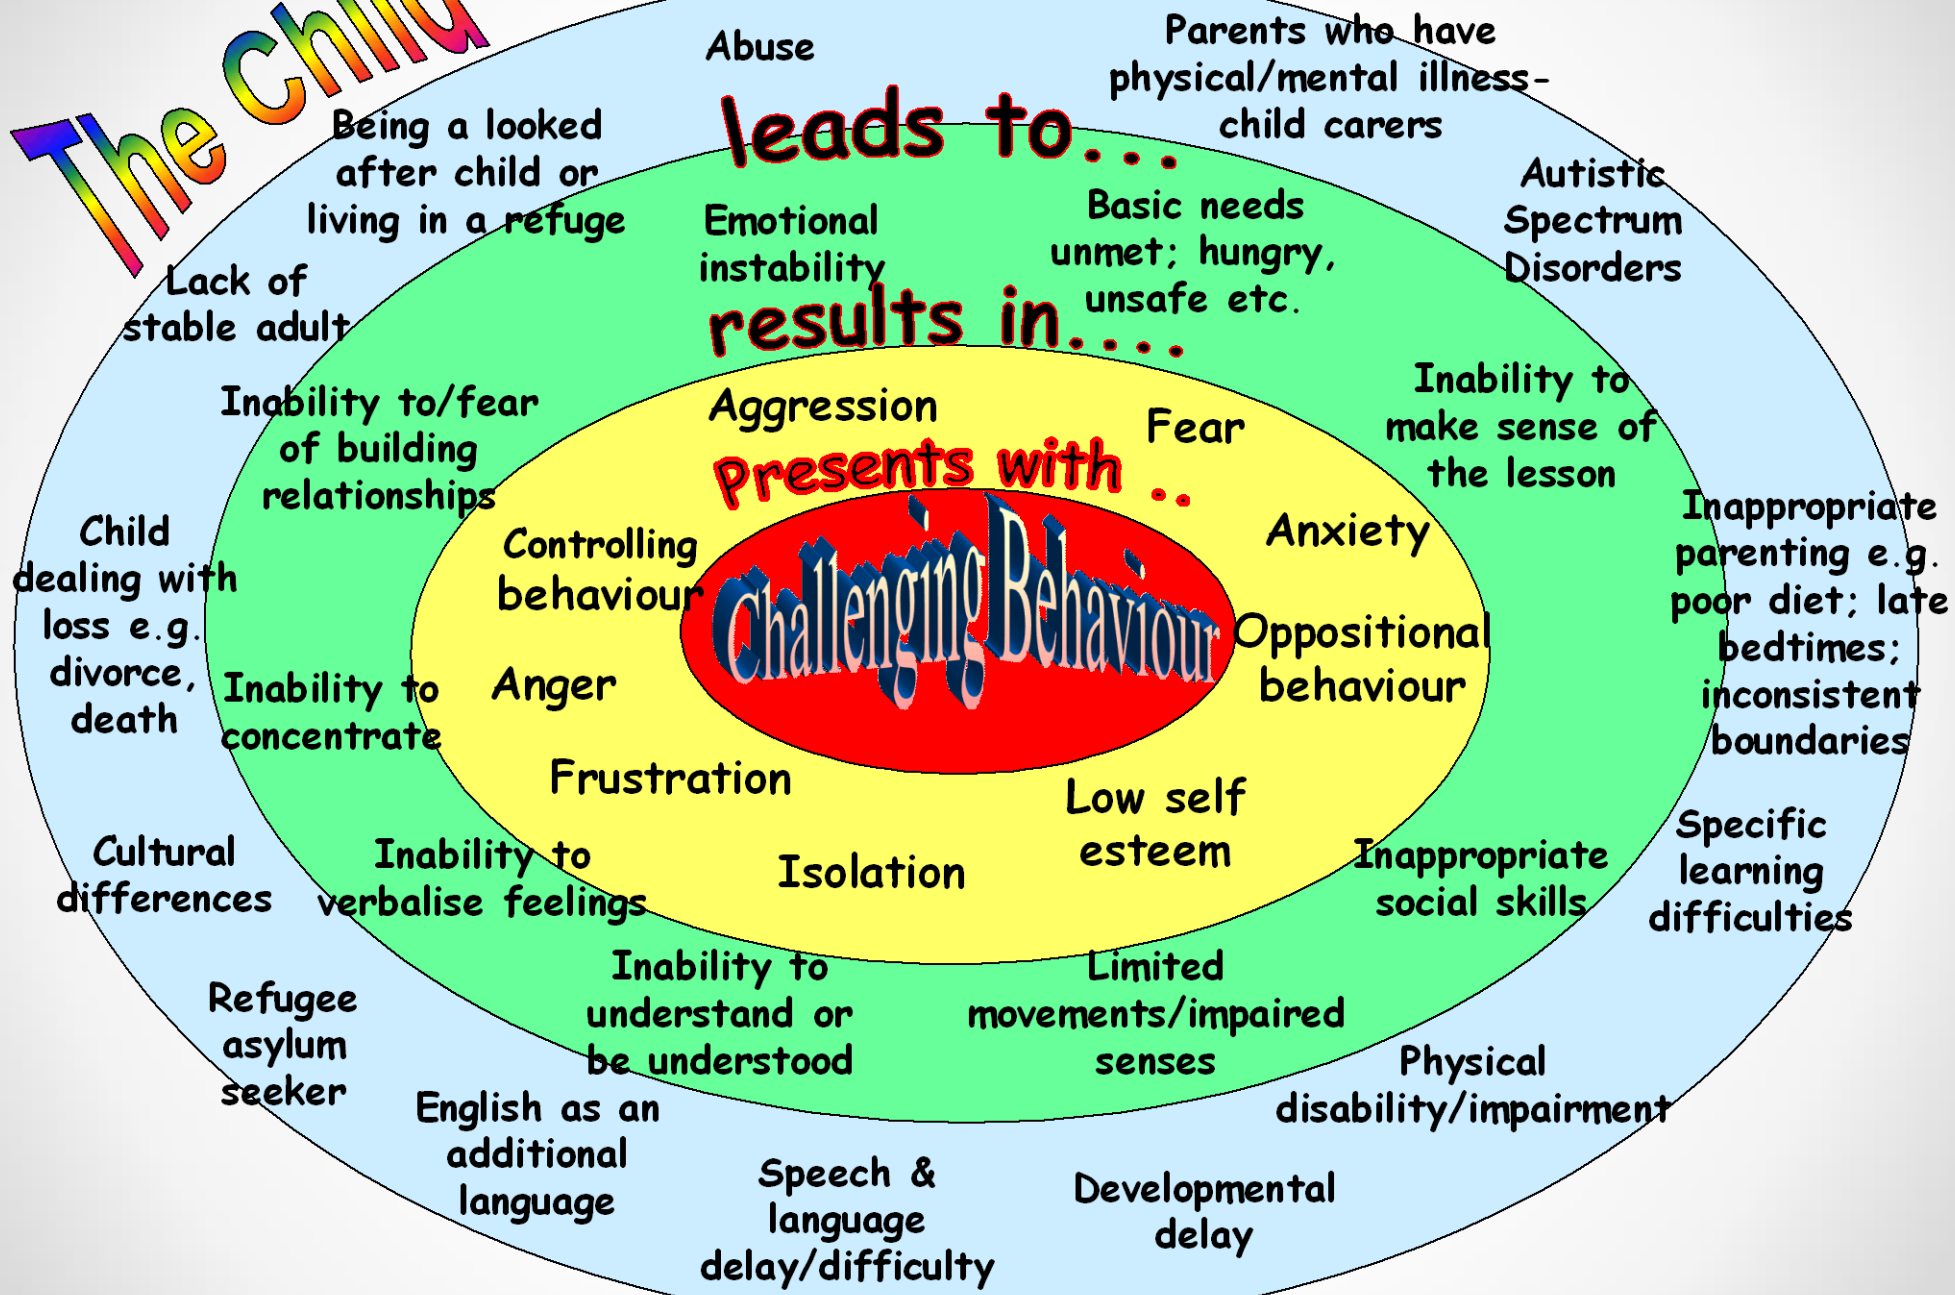 The Child
Abuse
Parents who have
physical/mental illness-
child carers
leads to...
Being a looked
after child or
living in a refuge
Autistic
Spectrum
Disorders
Emotional
instability
Basic needs
unmet; hungry,
unsafe etc.
Lack of
stable adult
results in....
Inability to/fear
of building
relationships
Aggression
Fear
Inability to
make sense of
the lesson
Presents with ..
Child
dealing with
loss e.g.
divorce,
death
Controlling
behaviour
Challenging Behaviour
Anxiety
Inappropriate
parenting e.g.
poor diet; late
bedtimes;
inconsistent
boundaries
Oppositional
behaviour
Inability to
concentrate
Anger
Frustration
Low self
esteem
Isolation
Cultural
differences
Inability to
verbalise feelings
Inappropriate
social skills
Specific
learning
difficulties
Inability to
understand or
be understood
Limited
movements/impaired
senses
Refugee
asylum
seeker
Physical
disability/impairment
English as an
additional
language
Speech &
language
delay/difficulty
Developmental
delay